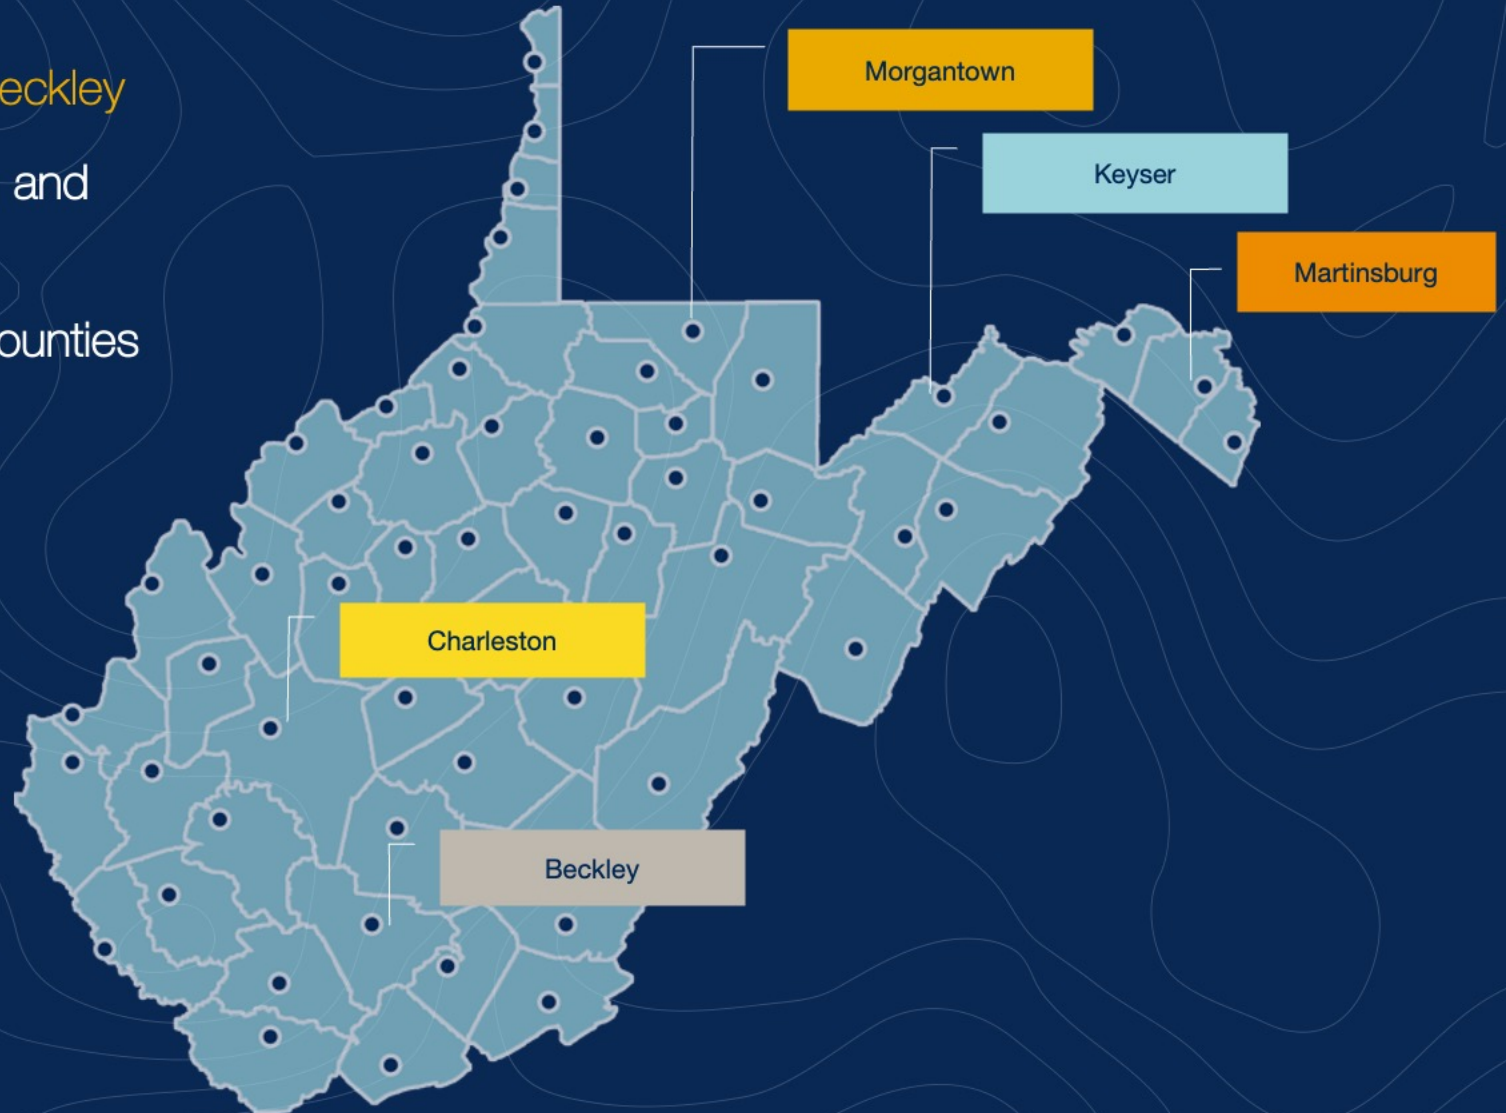 eckley
and
ounties
Morgantown
Keyser
Martinsburg
Charleston
Beckley